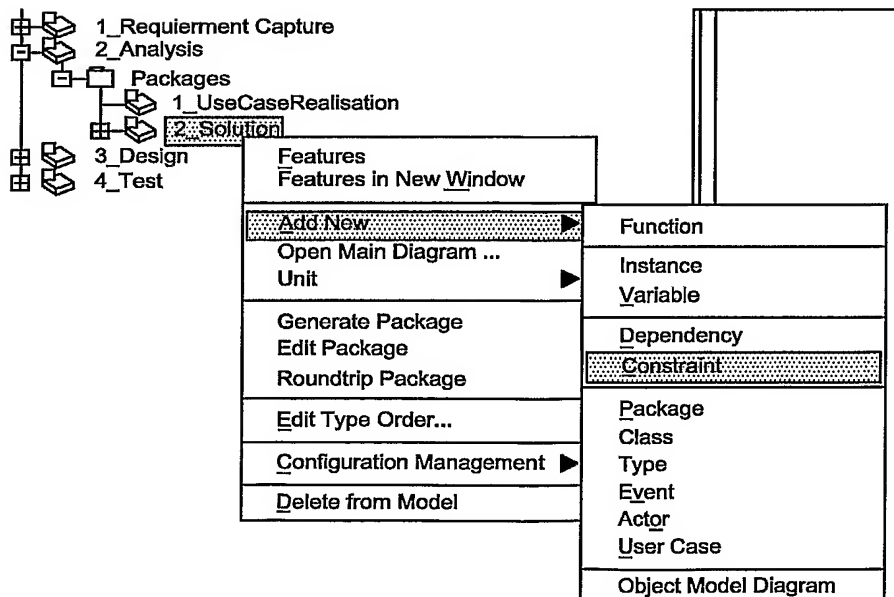 1_Requierment Capture
2_Analysis
Packages
1_UseCaseRealisation
2_Solution
3_Design
4_Test
Features
Features in New Window
Add New
Open Main Diagram ...
Unit
Generate Package
Edit Package
Roundtrip Package
Edit Type Order...
Configuration Management
Delete from Model
Function
Instance
Variable
Dependency
Constraint
Package
Class
Type
Event
Actor
User Case
Object Model Diagram